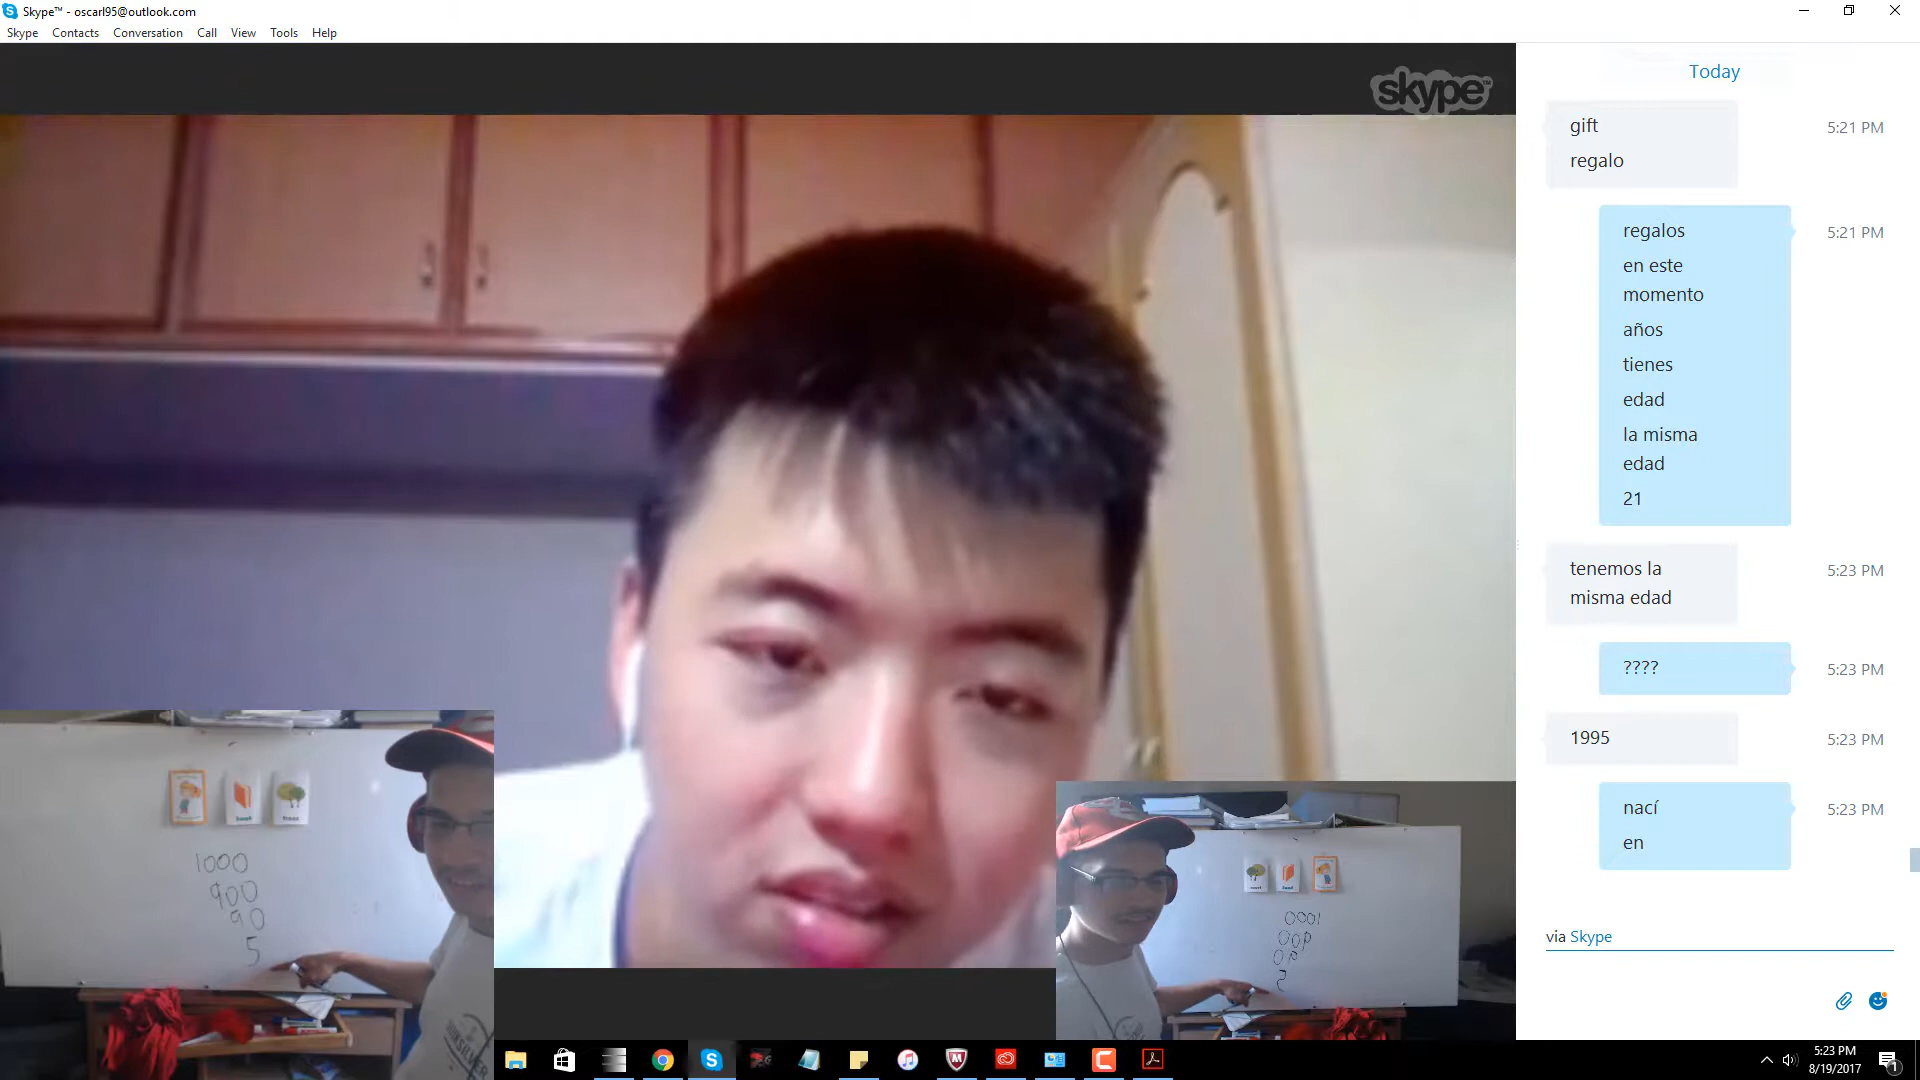 Skype™ - oscarl95@outlook.com
Skype Contacts Conversation Call View Tools Help
skype™
Today
gift
regalo
5:21 PM
regalos
en este
momento
años
tienes
edad
la misma
edad
21
5:21 PM
tenemos la
misma edad
5:23 PM
????
5:23 PM
1995
5:23 PM
nací
en
5:23 PM
via Skype
1000
900
90
5
5:23 PM
8/19/2017
1